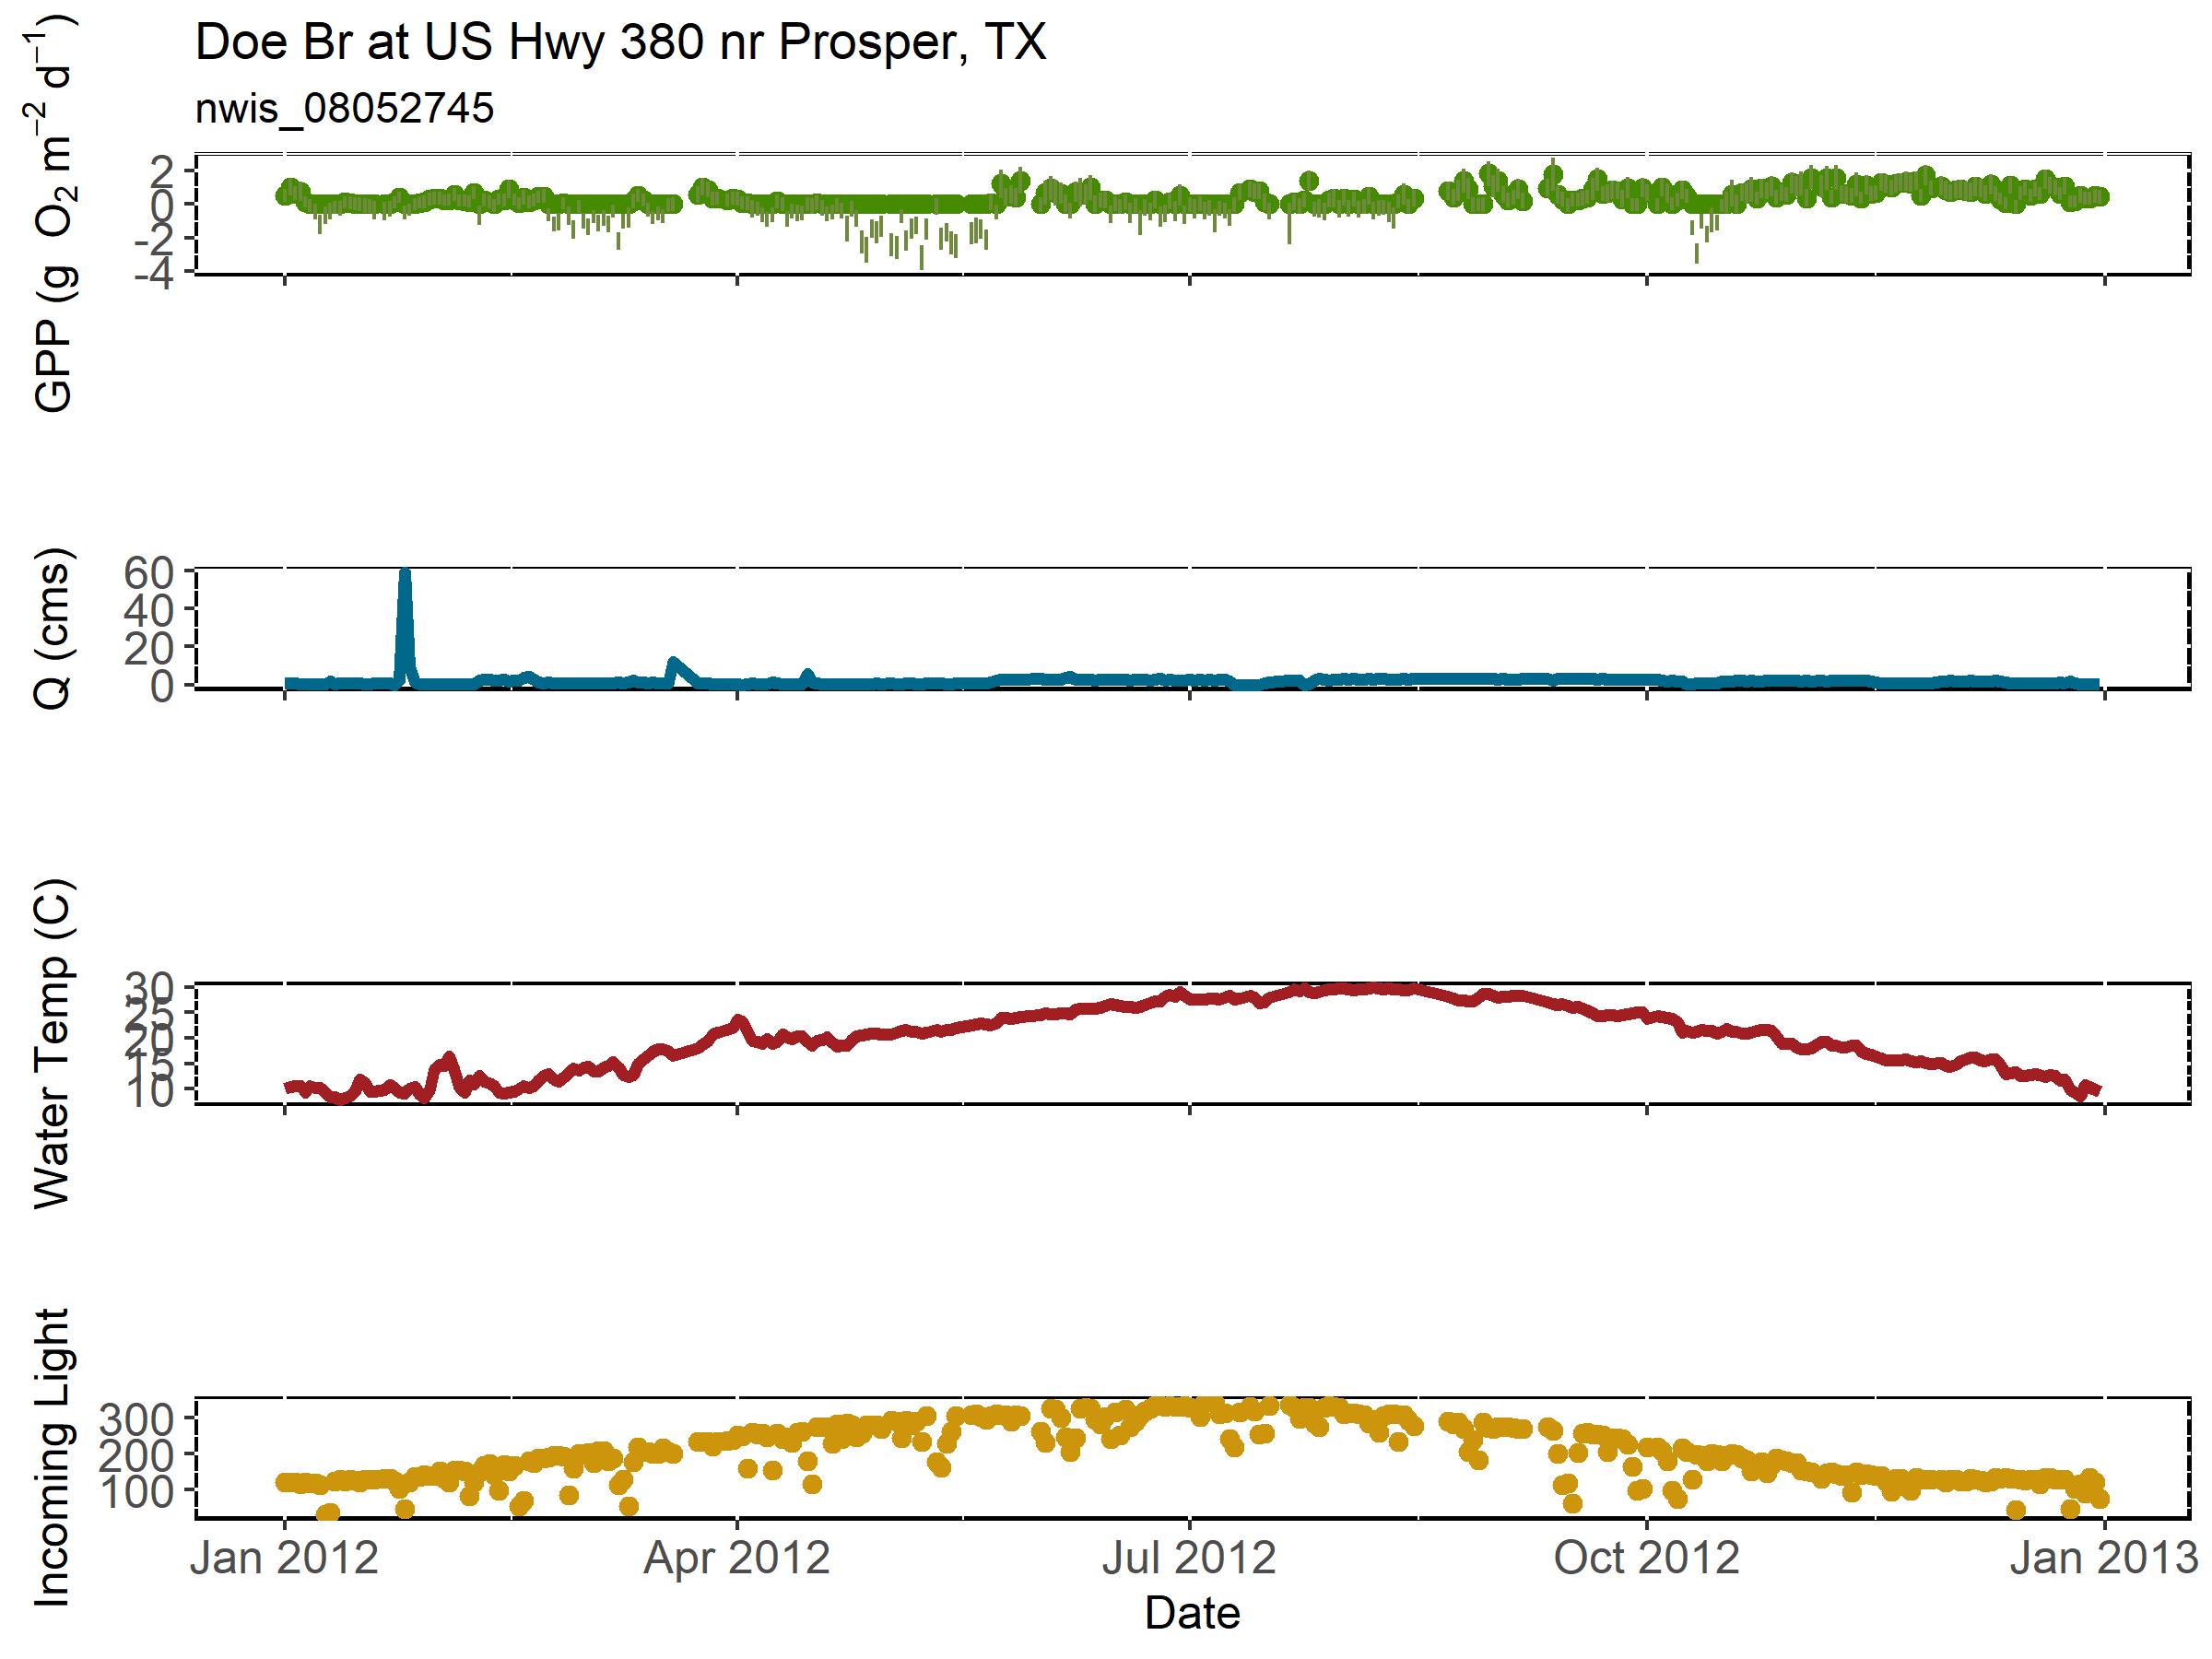 Doe Br at US Hwy 380 nr Prosper, TX
nwis_08052745
GPP (g O₂ m⁻² d⁻¹)
2
0
-2
-4
Q (cms)
60
40
20
0
Water Temp (C)
30
25
20
15
10
Incoming Light
300
200
100
Jan 2012
Apr 2012
Jul 2012
Oct 2012
Jan 2013
Date